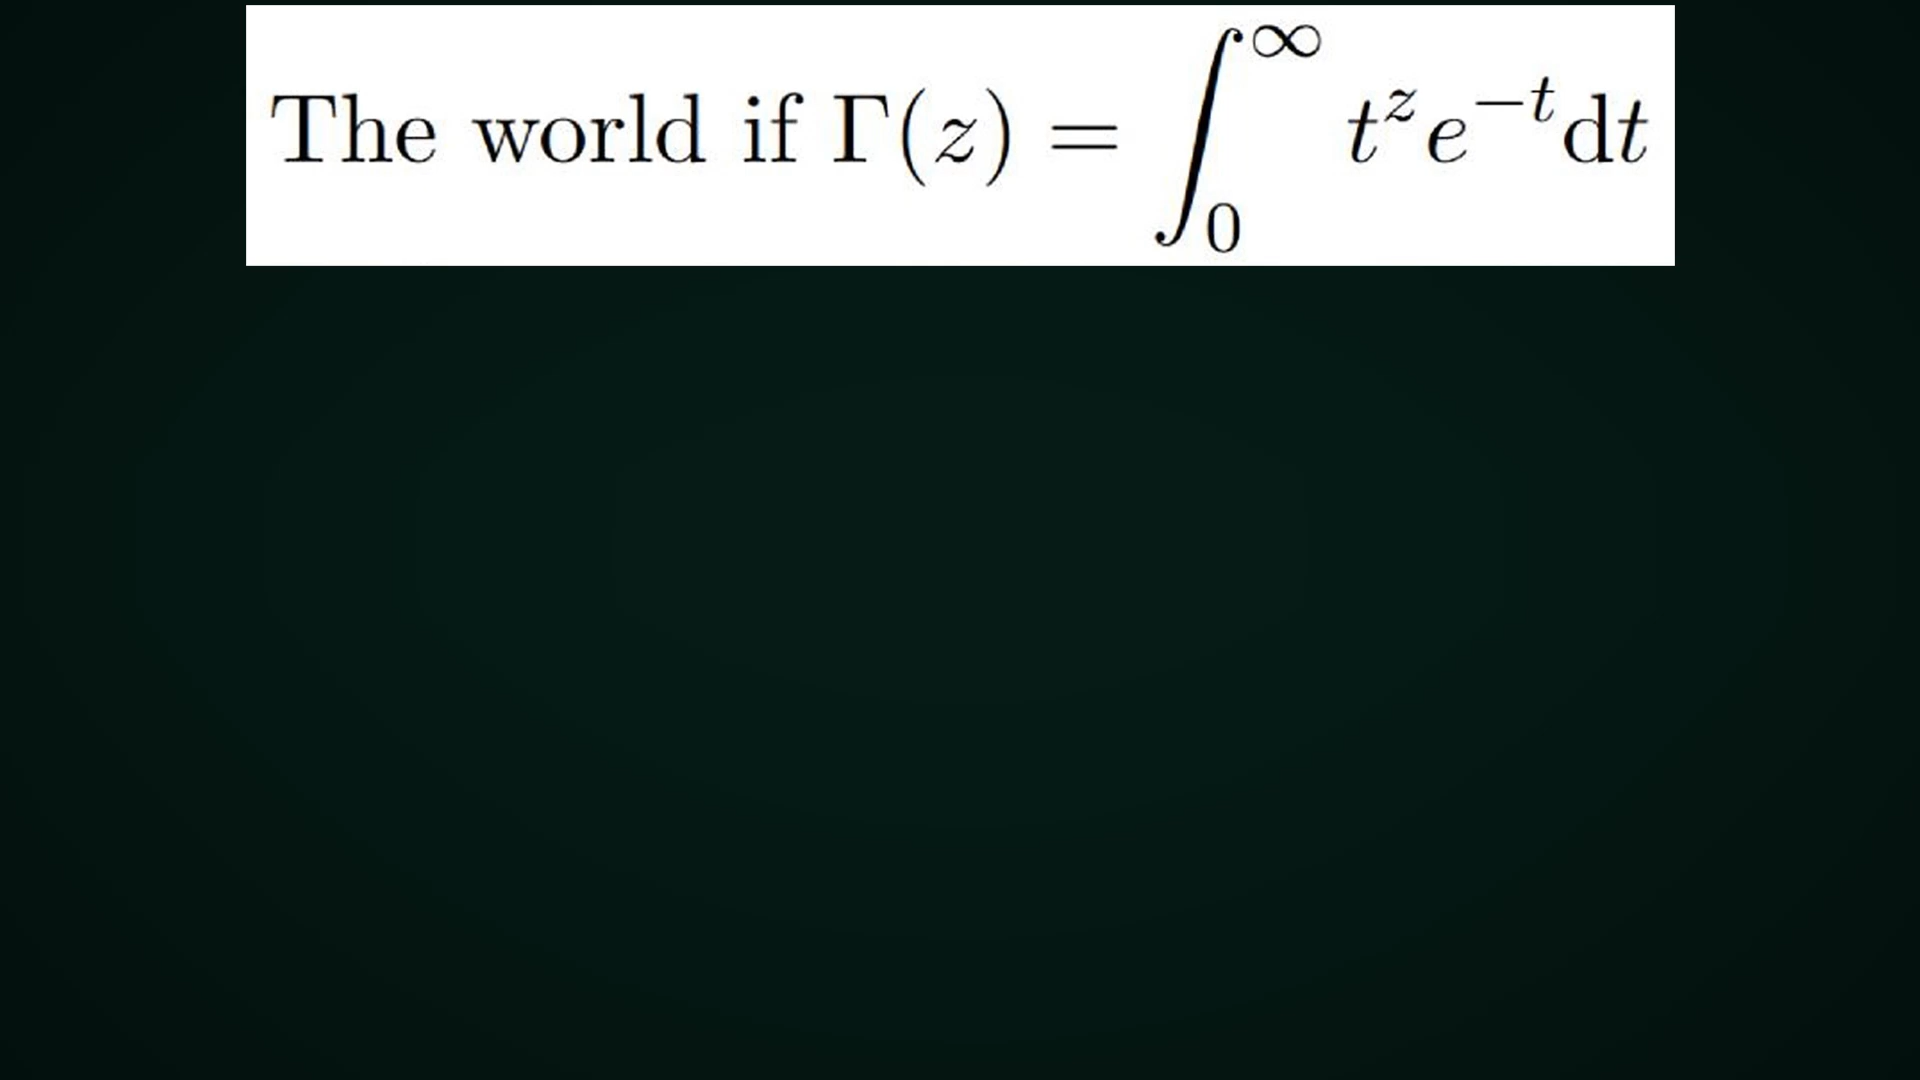 The world if Γ(z) = ∫₀^∞ t^z e^{-t} dt